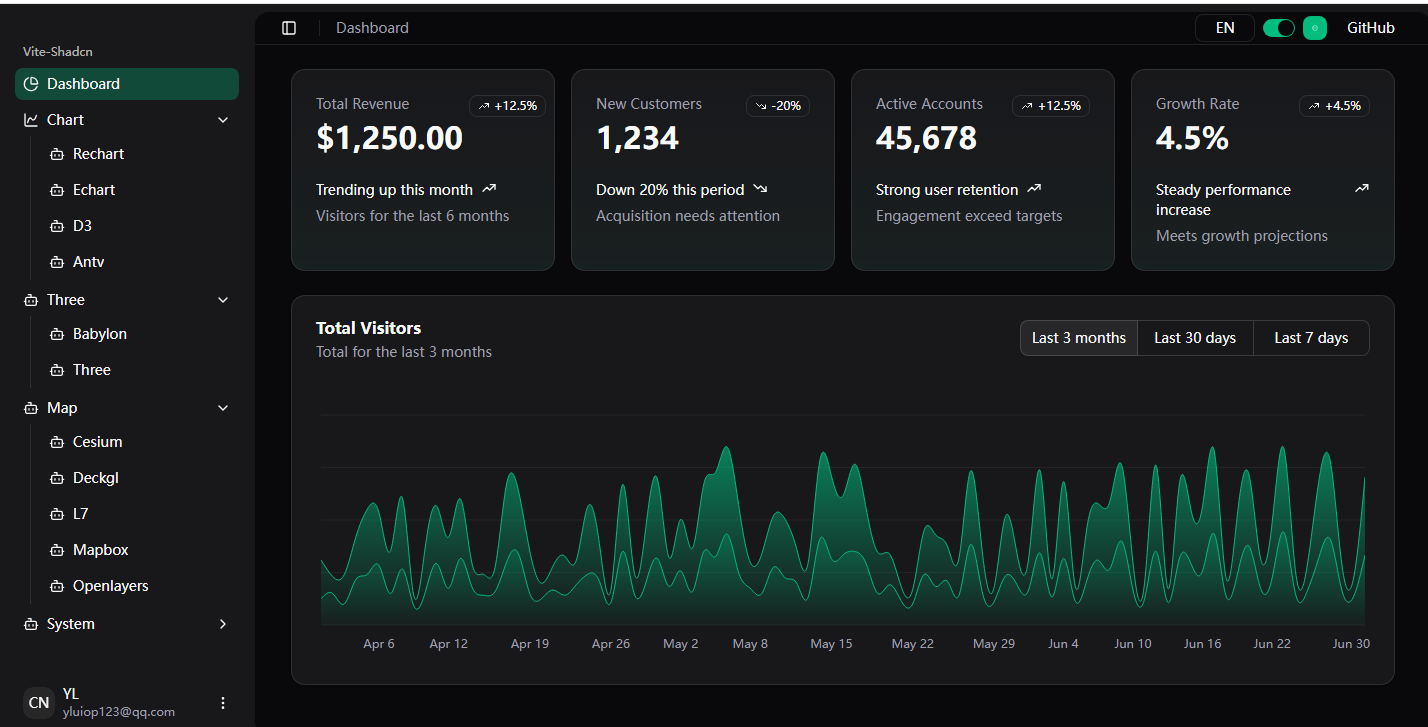 Vite-Shadcn
Dashboard
Chart
Rechart
Echart
D3
Antv
Three
Babylon
Three
Map
Cesium
Deckgl
L7
Mapbox
Openlayers
System
CN
YL
yluiop123@qq.com
Dashboard
EN
GitHub
Total Revenue
+12.5%
$1,250.00
Trending up this month
Visitors for the last 6 months
New Customers
-20%
1,234
Down 20% this period
Acquisition needs attention
Active Accounts
+12.5%
45,678
Strong user retention
Engagement exceed targets
Growth Rate
+4.5%
4.5%
Steady performance
increase
Meets growth projections
Total Visitors
Total for the last 3 months
Last 3 months
Last 30 days
Last 7 days
Apr 6
Apr 12
Apr 19
Apr 26
May 2
May 8
May 15
May 22
May 29
Jun 4
Jun 10
Jun 16
Jun 22
Jun 30